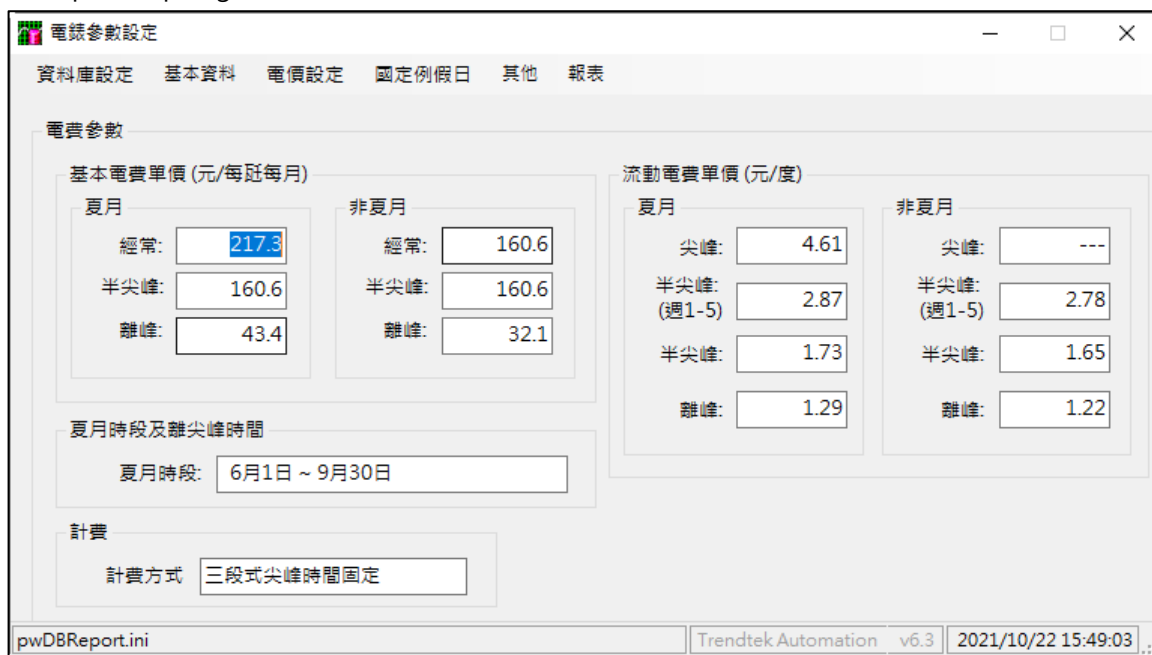 電錶參數設定
資料庫設定 基本資料 電價設定 國定例假日 其他 報表
電費參數
基本電費單價 (元/每瓩每月)
夏月
經常: 217.3
半尖峰: 160.6
離峰: 43.4
非夏月
經常: 160.6
半尖峰: 160.6
離峰: 32.1
流動電費單價 (元/度)
夏月
尖峰: 4.61
半尖峰:
(週1-5) 2.87
半尖峰: 1.73
離峰: 1.29
非夏月
尖峰: ---
半尖峰:
(週1-5) 2.78
半尖峰: 1.65
離峰: 1.22
夏月時段及離尖峰時間
夏月時段: 6月1日 ~ 9月30日
計費
計費方式 三段式尖峰時間固定
pwDBReport.ini Trendtek Automation v6.3 2021/10/22 15:49:03